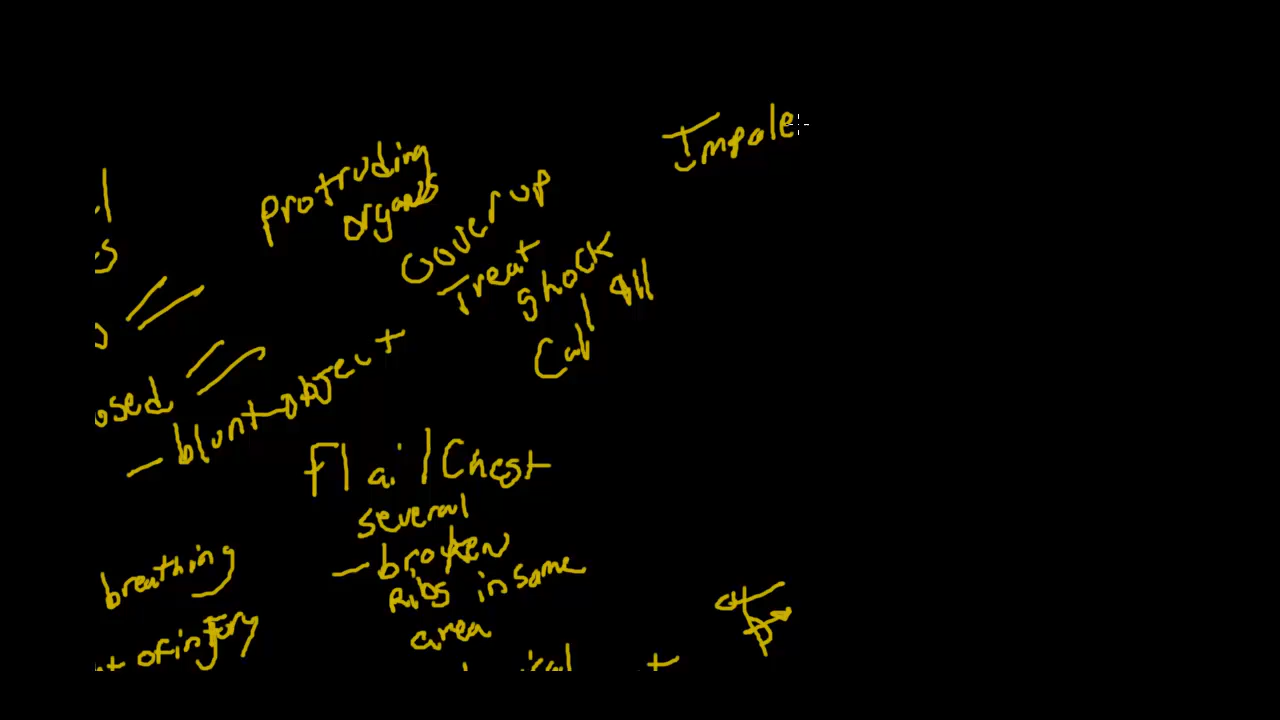 Impale
protruding
organs
Cover up
Treat
shock
Call 911
osed
- blunt object
Flail Chest
several
- broken
Ribs in same
area
breathing
of injury